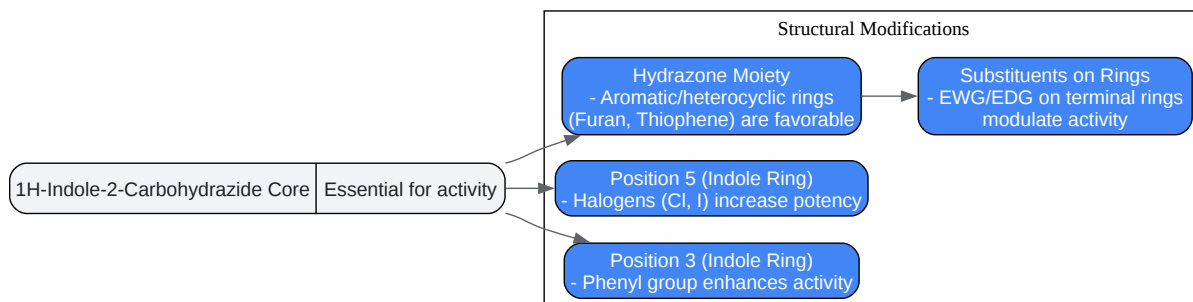 Structural Modifications
Hydrazone Moiety
- Aromatic/heterocyclic rings
(Furan, Thiophene) are favorable
Substituents on Rings
- EWG/EDG on terminal rings
modulate activity
1H-Indole-2-Carbohydrazide Core
Essential for activity
Position 5 (Indole Ring)
- Halogens (Cl, I) increase potency
Position 3 (Indole Ring)
- Phenyl group enhances activity